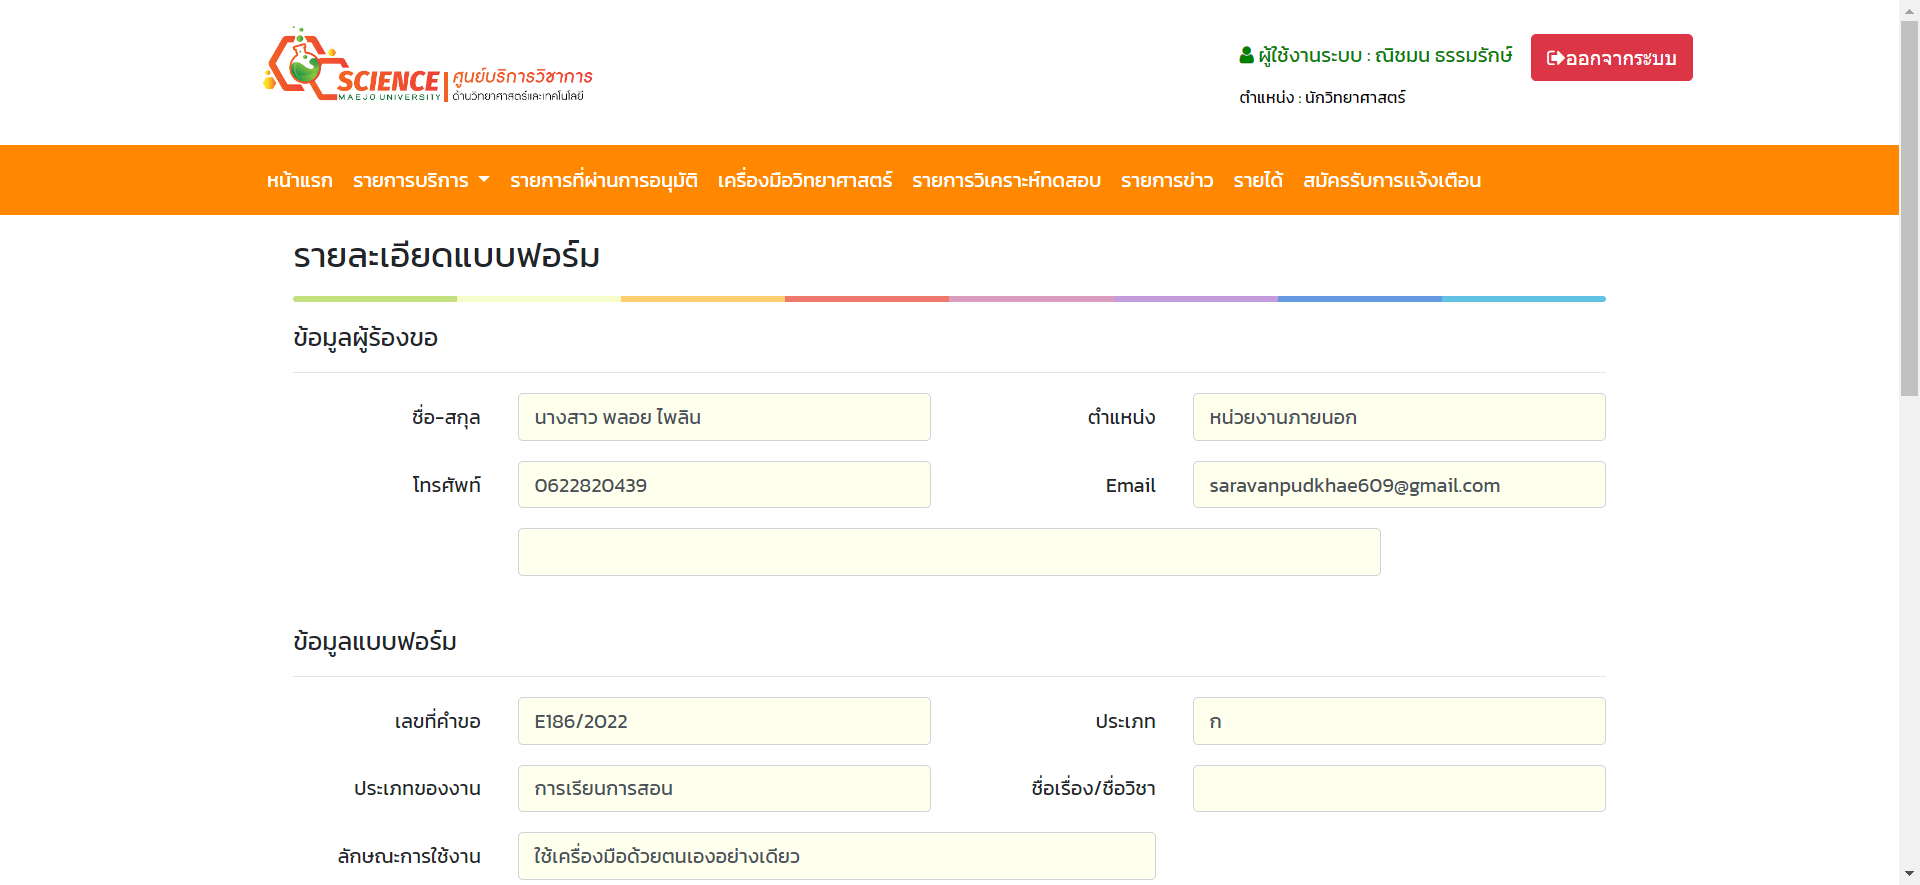 SCIENCE
MAEJO UNIVERSITY
ศูนย์บริการวิชาการ
ด้านวิทยาศาสตร์และเทคโนโลยี
ผู้ใช้งานระบบ : ณิชมน ธรรมรักษ์
ออกจากระบบ
ตำแหน่ง : นักวิทยาศาสตร์
หน้าแรก รายการบริการ รายการที่ผ่านการอนุมัติ เครื่องมือวิทยาศาสตร์ รายการวิเคราะห์ทดสอบ รายการข่าว รายได้ สมัครรับการแจ้งเตือน
รายละเอียดแบบฟอร์ม
ข้อมูลผู้ร้องขอ
ชื่อ-สกุล นางสาว พลอย ไพลิน ตำแหน่ง หน่วยงานภายนอก
โทรศัพท์ 0622820439 Email saravanpudkhae609@gmail.com
ข้อมูลแบบฟอร์ม
เลขที่คำขอ E186/2022 ประเภท ก
ประเภทของงาน การเรียนการสอน ชื่อเรื่อง/ชื่อวิชา
ลักษณะการใช้งาน ใช้เครื่องมือด้วยตนเองอย่างเดียว